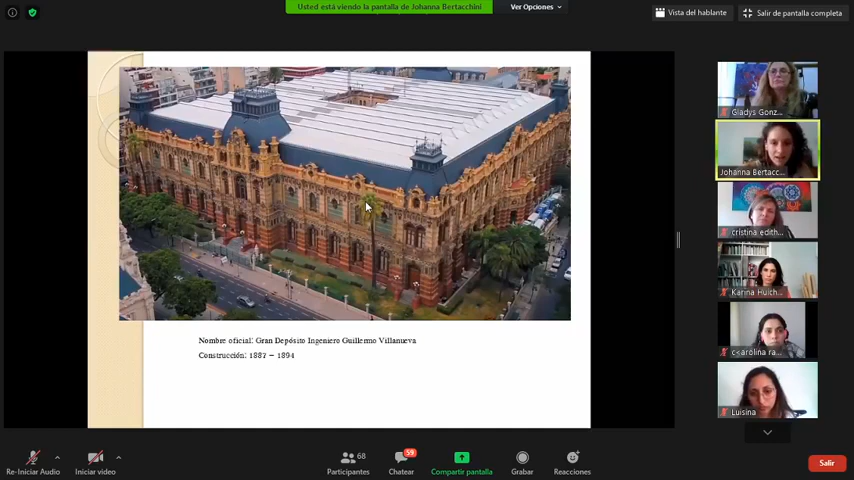 Usted está viendo la pantalla de Johanna Bertacchini
Ver Opciones
Vista del hablante
Salir de pantalla completa
Gladys Gonz...
Johanna Bertacc...
cristina edith...
Karina Huich...
c<arolina ra...
Luisina
Nombre oficial: Gran Depósito Ingeniero Guillermo Villanueva
Construcción: 1887 – 1894
Re-Iniciar Audio
Iniciar video
68
Participantes
59
Chatear
Compartir pantalla
Grabar
Reacciones
Salir